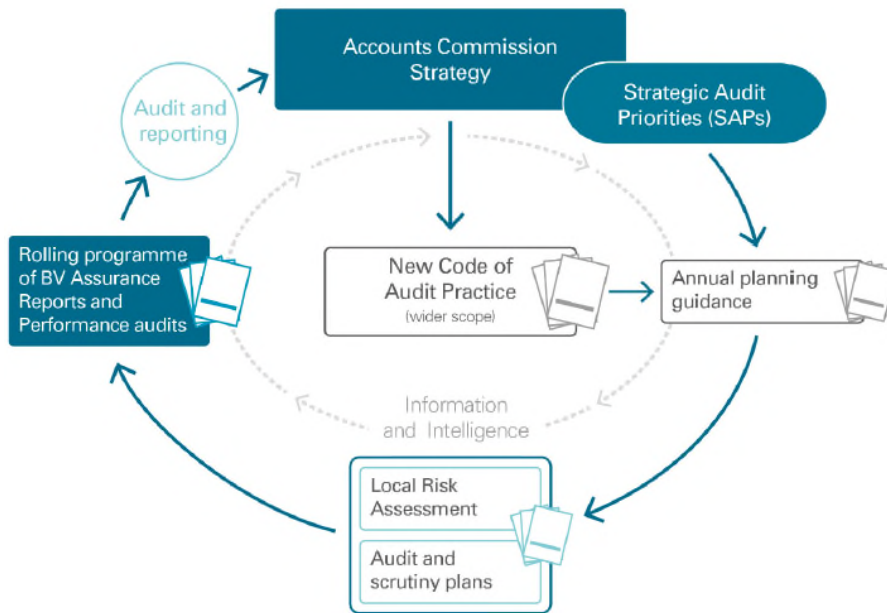 Accounts Commission
Strategy
Strategic Audit
Priorities (SAPs)
Audit and
reporting
Rolling programme
of BV Assurance
Reports and
Performance audits
New Code of
Audit Practice
(wider scope)
Annual planning
guidance
Information
and Intelligence
Local Risk
Assessment
Audit and
scrutiny plans